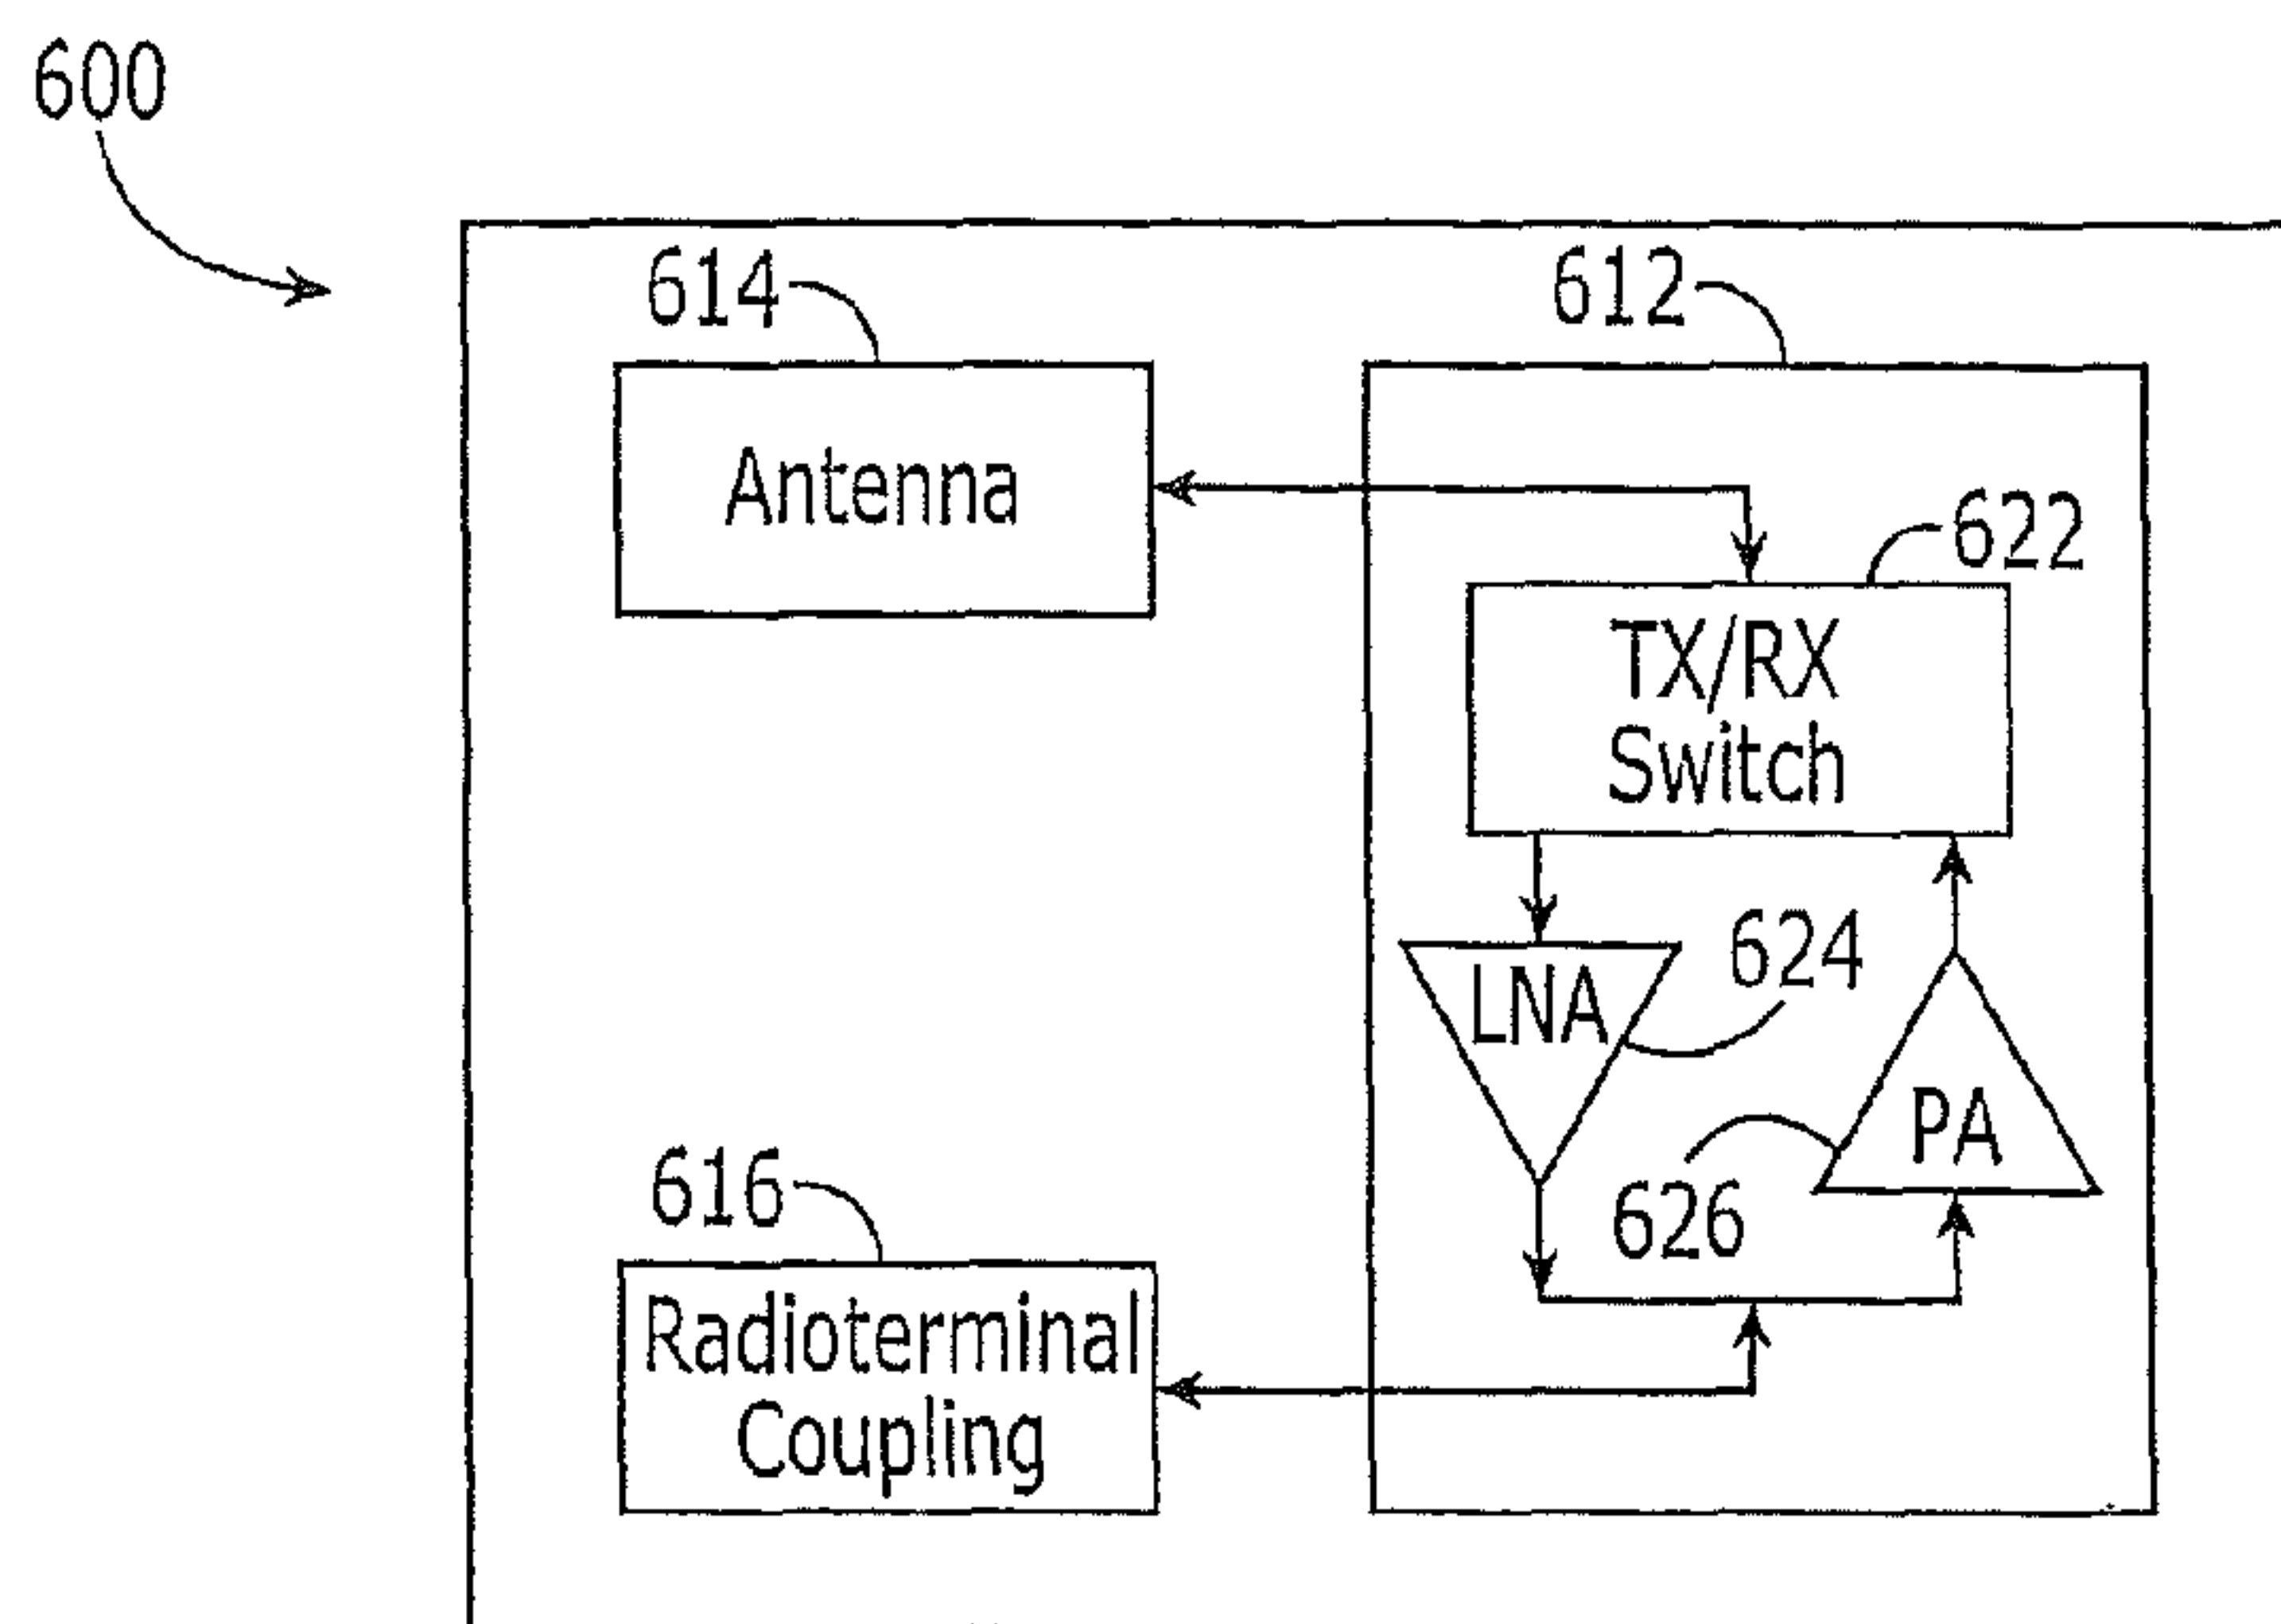 600
614
612
Antenna
622
TX/RX
Switch
624
LNA
PA
616
626
Radioterminal
Coupling